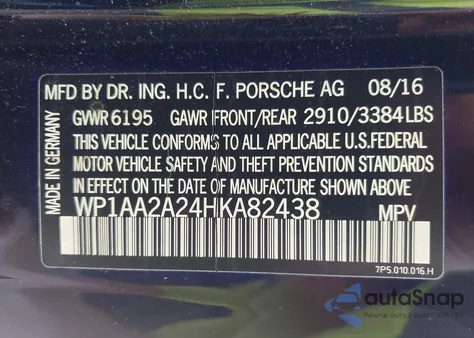 MFD BY DR. ING. H.C. F. PORSCHE AG 08/16
GVWR 6195 GAWR FRONT/REAR 2910/3384 LBS
THIS VEHICLE CONFORMS TO ALL APPLICABLE U.S.FEDERAL
MOTOR VEHICLE SAFETY AND THEFT PREVENTION STANDARDS
IN EFFECT ON THE DATE OF MANUFACTURE SHOWN ABOVE
WP1AA2A24HKA82438 MPV
MADE IN GERMANY
7P5.010.016.H
autoSnap